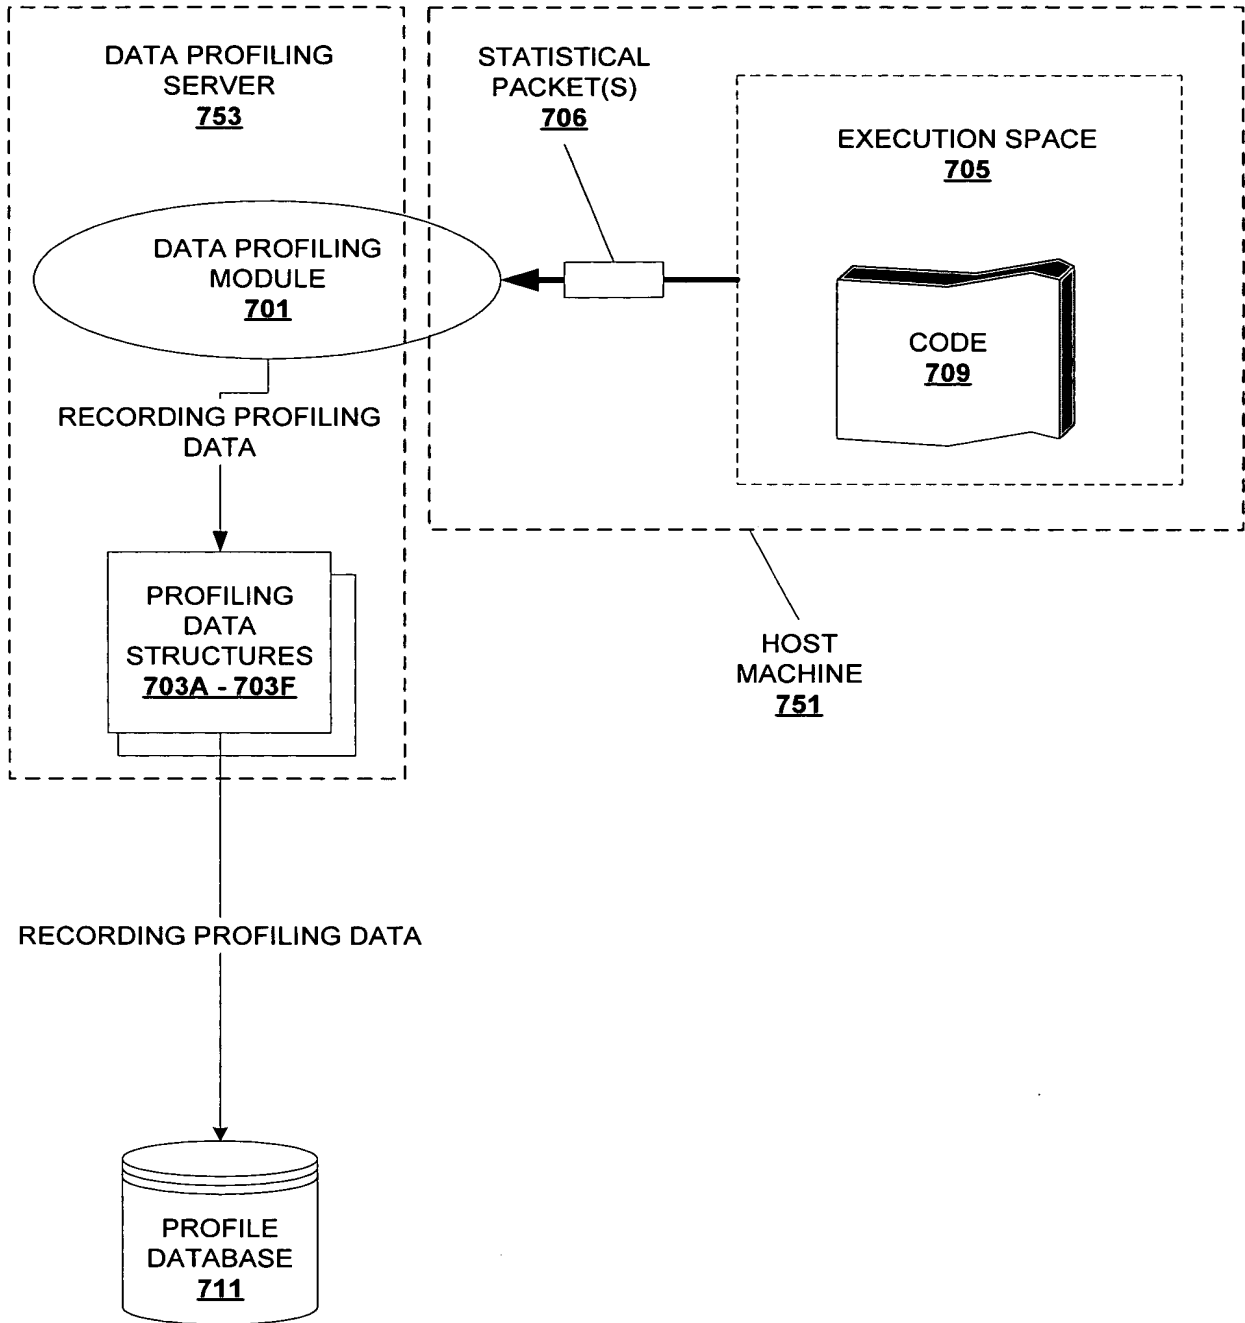 DATA PROFILING
SERVER
753
STATISTICAL
PACKET(S)
706
EXECUTION SPACE
705
DATA PROFILING
MODULE
701
CODE
709
RECORDING PROFILING
DATA
PROFILING
DATA
STRUCTURES
703A - 703F
HOST
MACHINE
751
RECORDING PROFILING DATA
PROFILE
DATABASE
711